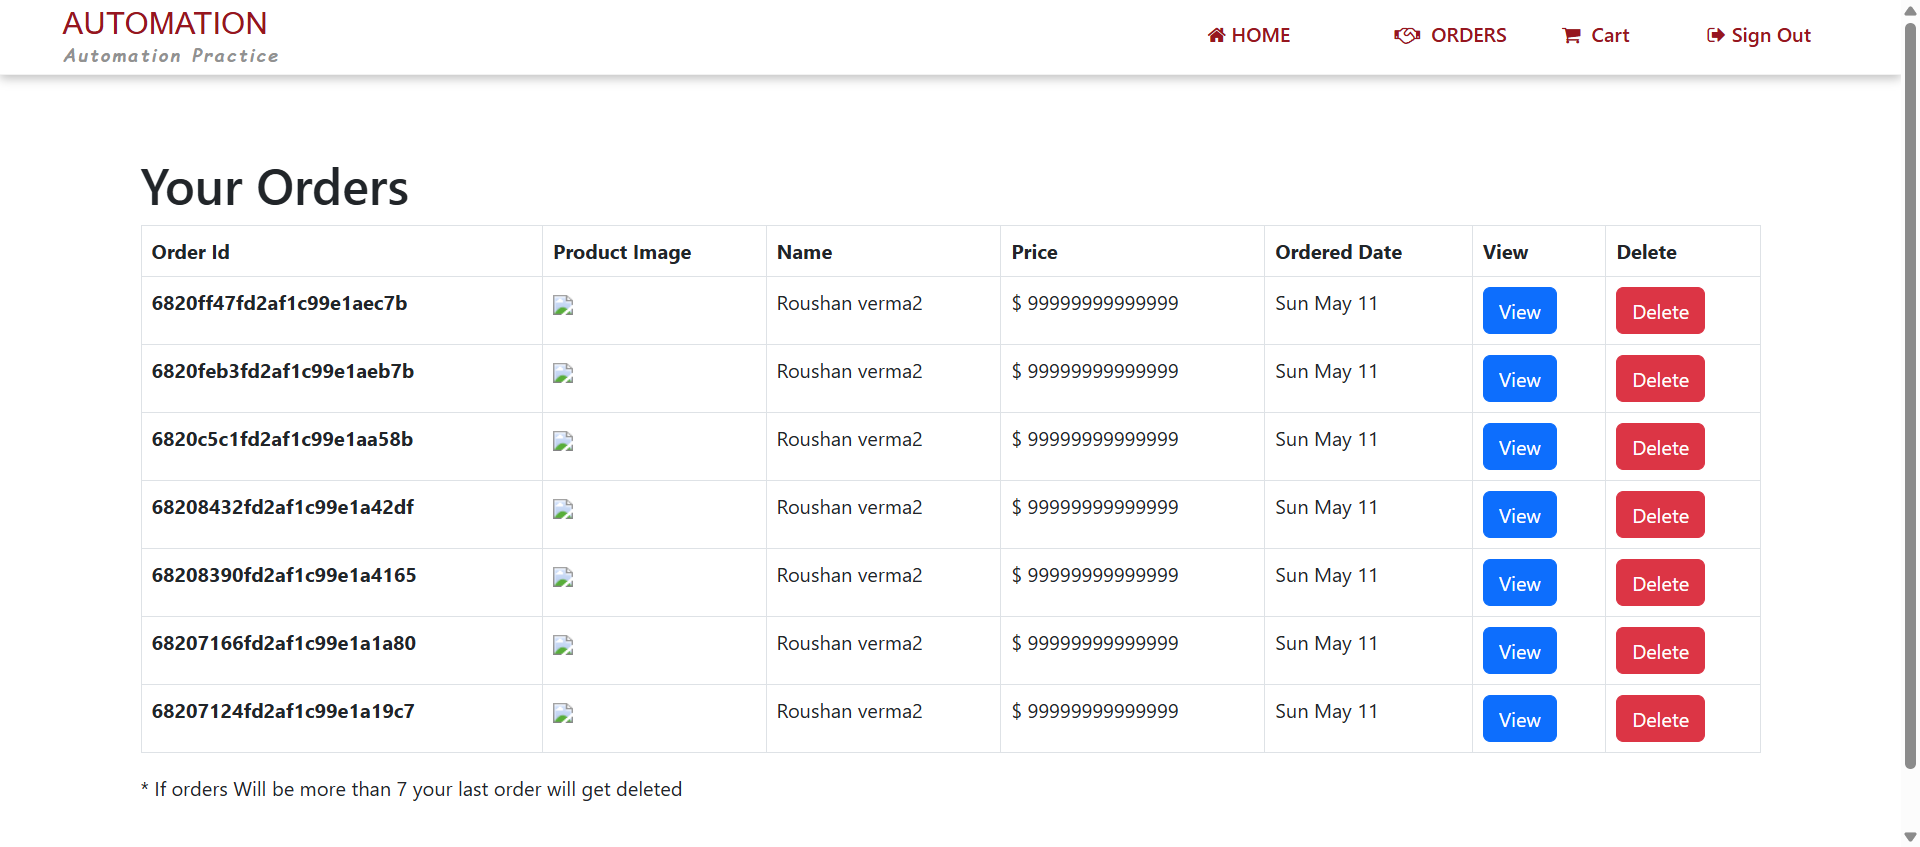 AUTOMATION
Automation Practice
HOME ORDERS Cart Sign Out
Your Orders
Order Id Product Image Name Price Ordered Date View Delete
6820ff47fd2af1c99e1aec7b Roushan verma2 $ 99999999999999 Sun May 11 View Delete
6820feb3fd2af1c99e1aeb7b Roushan verma2 $ 99999999999999 Sun May 11 View Delete
6820c5c1fd2af1c99e1aa58b Roushan verma2 $ 99999999999999 Sun May 11 View Delete
68208432fd2af1c99e1a42df Roushan verma2 $ 99999999999999 Sun May 11 View Delete
68208390fd2af1c99e1a4165 Roushan verma2 $ 99999999999999 Sun May 11 View Delete
68207166fd2af1c99e1a1a80 Roushan verma2 $ 99999999999999 Sun May 11 View Delete
68207124fd2af1c99e1a19c7 Roushan verma2 $ 99999999999999 Sun May 11 View Delete
* If orders Will be more than 7 your last order will get deleted